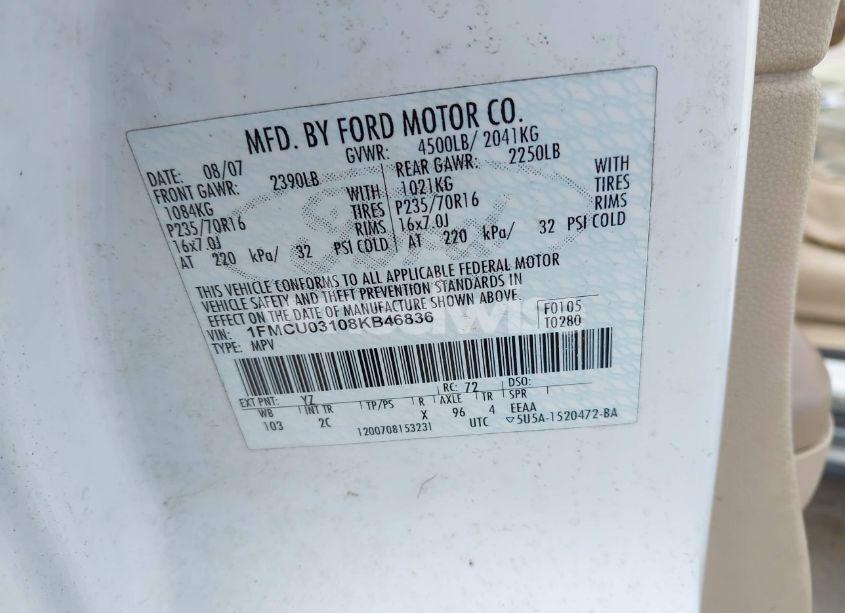 MFD. BY FORD MOTOR CO.
DATE: 08/07 GVWR: 4500LB/ 2041KG
FRONT GAWR: 2390LB REAR GAWR: 2250LB
1084KG WITH 1021KG WITH
P235/70R16 TIRES P235/70R16 TIRES
16x7.0J RIMS 16x7.0J RIMS
AT 220 kPa/ 32 PSI COLD AT 220 kPa/ 32 PSI COLD
THIS VEHICLE CONFORMS TO ALL APPLICABLE FEDERAL MOTOR
VEHICLE SAFETY AND THEFT PREVENTION STANDARDS IN
EFFECT ON THE DATE OF MANUFACTURE SHOWN ABOVE.
VIN: 1FMCU03108KB46836 F0105
TYPE: MPV T0280
EXT PNT: YZ RC: 72 DSO:
WB INT TR TP/PS R AXLE TR SPR
103 2C X 96 4 EEAA
1200708153231 UTC ▽5U5A-1520472-BA
Ford